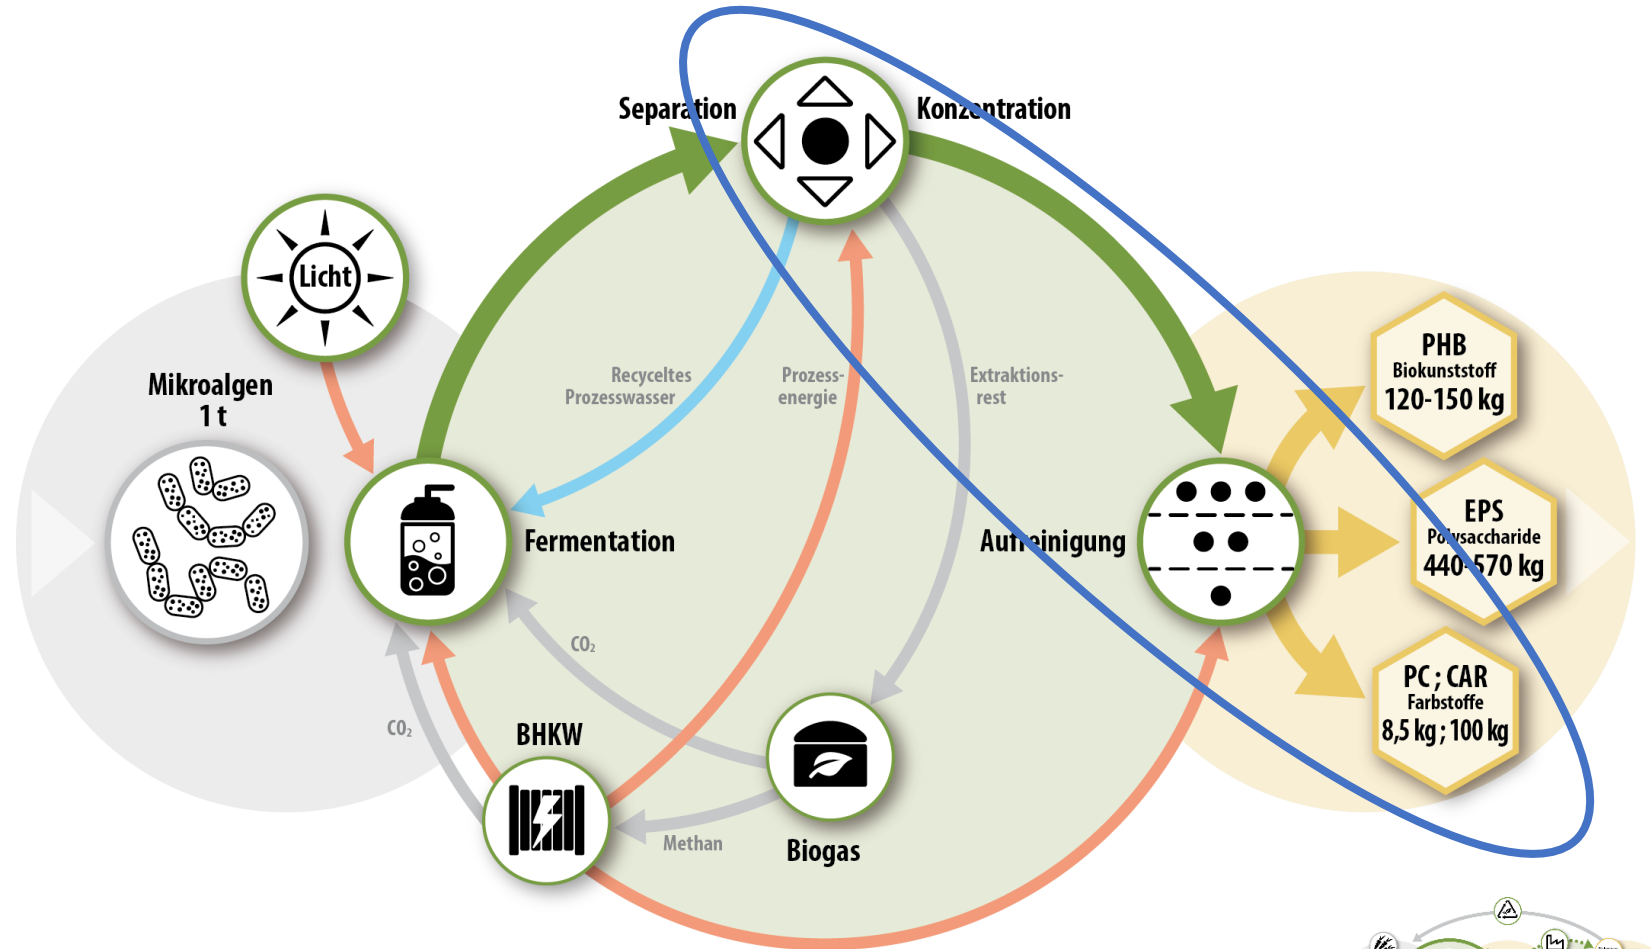 Separation
Konzentration
Licht
Mikroalgen
1 t
Recyceltes
Prozesswasser
Prozess-
energie
Extraktions-
rest
PHB
Biokunststoff
120-150 kg
EPS
Polysaccharide
440-570 kg
Fermentation
Aufreinigung
PC ; CAR
Farbstoffe
8,5 kg ; 100 kg
CO₂
CO₂
BHKW
Methan
Biogas